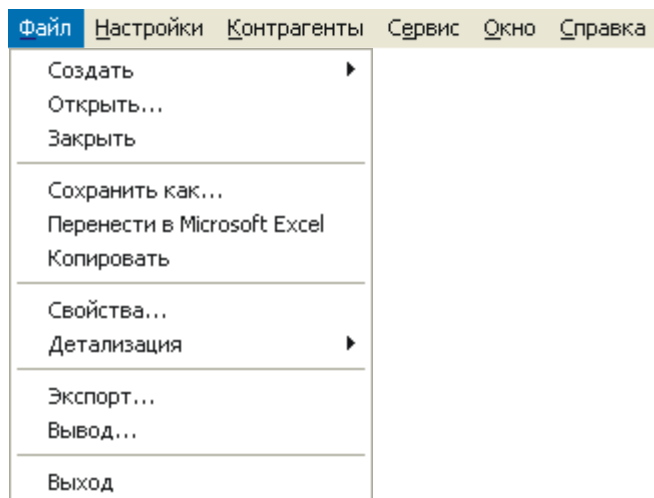 Файл Настройки Контрагенты Сервис Окно Справка
Создать
Открыть...
Закрыть
Сохранить как...
Перенести в Microsoft Excel
Копировать
Свойства...
Детализация
Экспорт...
Вывод...
Выход